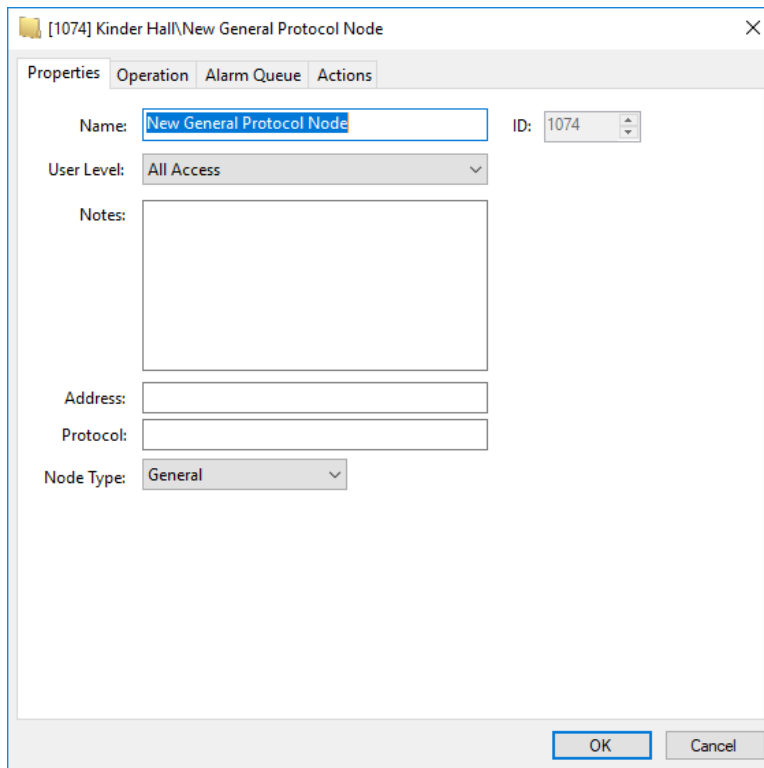 [1074] Kinder Hall\New General Protocol Node
Properties Operation Alarm Queue Actions
Name: New General Protocol Node ID: 1074
User Level: All Access
Notes:
Address:
Protocol:
Node Type: General
OK Cancel